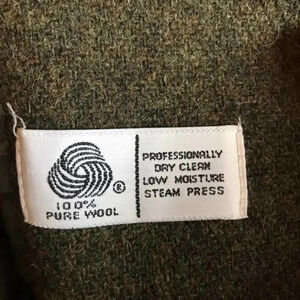 ®
100%
PURE WOOL
PROFESSIONALLY
DRY CLEAN
LOW MOISTURE
STEAM PRESS